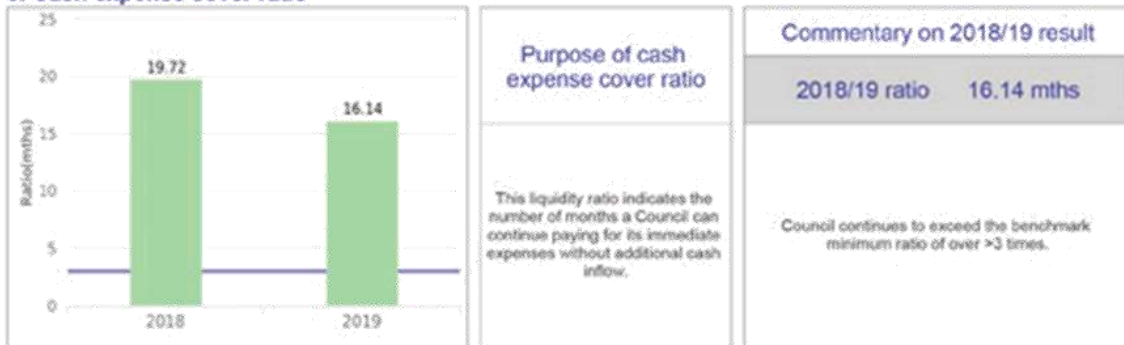 25
20
15
10
5
0
Ratio(mths)
19.72
16.14
2018
2019
Purpose of cash
expense cover ratio
This liquidity ratio indicates the
number of months a Council can
continue paying for its immediate
expenses without additional cash
inflow.
Commentary on 2018/19 result
2018/19 ratio 16.14 mths
Council continues to exceed the benchmark
minimum ratio of over >3 times.